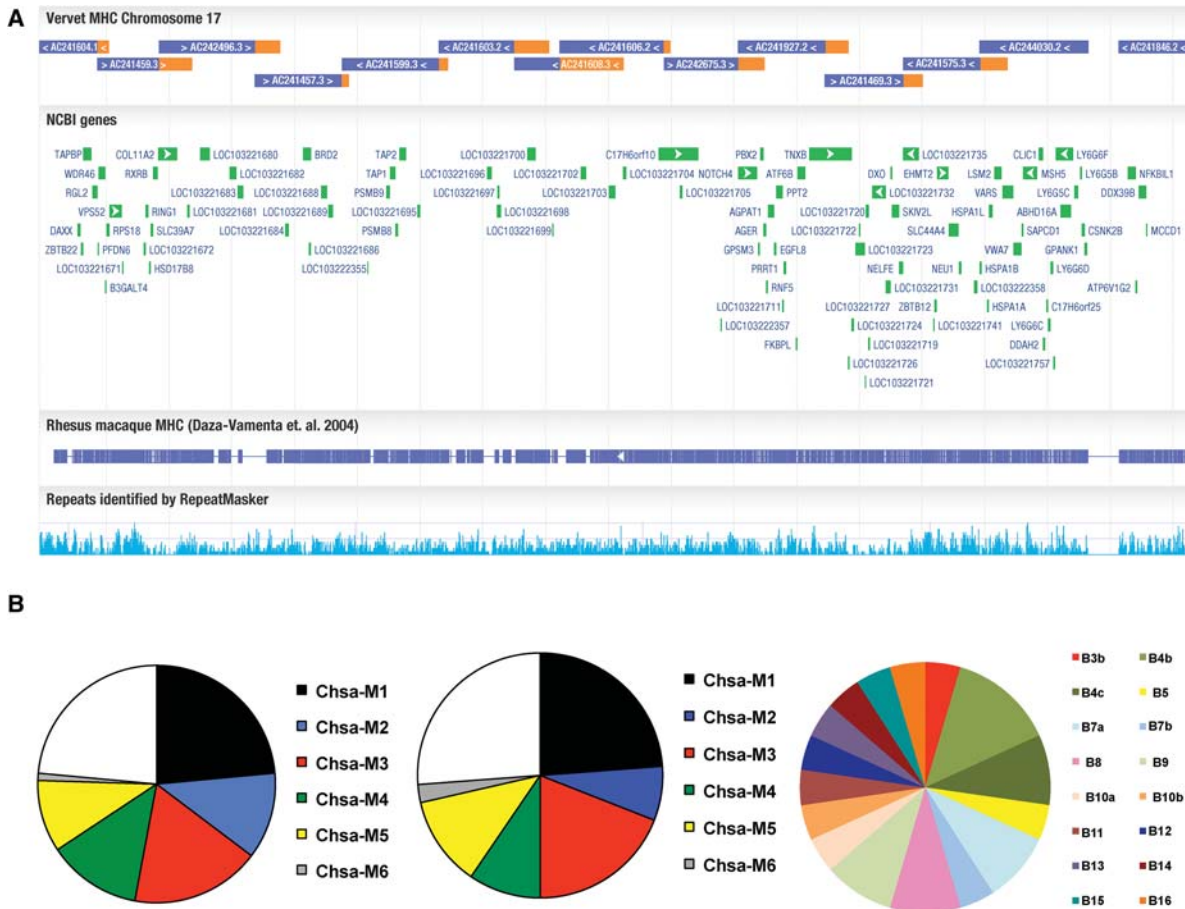 A
Vervet MHC Chromosome 17
< AC241604.1 < > AC242496.3 > < AC241603.2 < < AC241606.2 < > AC241927.2 > < AC244030.2 < < AC241846.2 <
> AC241459.3 > > AC241457.3 > < AC241599.3 < < AC241608.3 < > AC242675.3 > > AC241469.3 > < AC241575.3 <
NCBI genes
TAPBP COL11A2 LOC103221680 BRD2 TAP2 LOC103221700 C17H6orf10 PBX2 TNXB LOC103221735 CLIC1 LY6G6F
WDR46 RXRB LOC103221682 TAP1 LOC103221696 LOC103221702 LOC103221704 NOTCH4 ATF6B DXO EHMT2 LSM2 MSH5 LY6G5B NFKBIL1
RGL2 LOC103221683 LOC103221688 PSMB9 LOC103221697 LOC103221703 LOC103221705 PPT2 LOC103221732 VARS LY6G5C DDX39B
VPS52 RING1 LOC103221681 LOC103221689 LOC103221695 LOC103221698 AGPAT1 LOC103221720 SKIV2L HSPA1L ABHD16A
DAXX RPS18 SLC39A7 LOC103221684 PSMB8 LOC103221699 AGER LOC103221722 SLC44A4 SAPCD1 CSNK2B MCCD1
ZBTB22 PFDN6 LOC103221672 LOC103221686 GPSM3 EGFL8 LOC103221723 VWA7 GPANK1
LOC103221671 HSD17B8 LOC103222355 PRRT1 NELFE NEU1 HSPA1B LY6G6D
B3GALT4 RNF5 LOC103221731 LOC103222358 ATP6V1G2
LOC103221711 LOC103221727 ZBTB12 HSPA1A C17H6orf25
LOC103222357 LOC103221724 LOC103221741 LY6G6C
FKBPL LOC103221719 DDAH2
LOC103221726 LOC103221757
LOC103221721
Rhesus macaque MHC (Daza-Vamenta et. al. 2004)
Repeats identified by RepeatMasker
B
Chsa-M1
Chsa-M2
Chsa-M3
Chsa-M4
Chsa-M5
Chsa-M6
Chsa-M1
Chsa-M2
Chsa-M3
Chsa-M4
Chsa-M5
Chsa-M6
B3b B4b
B4c B5
B7a B7b
B8 B9
B10a B10b
B11 B12
B13 B14
B15 B16